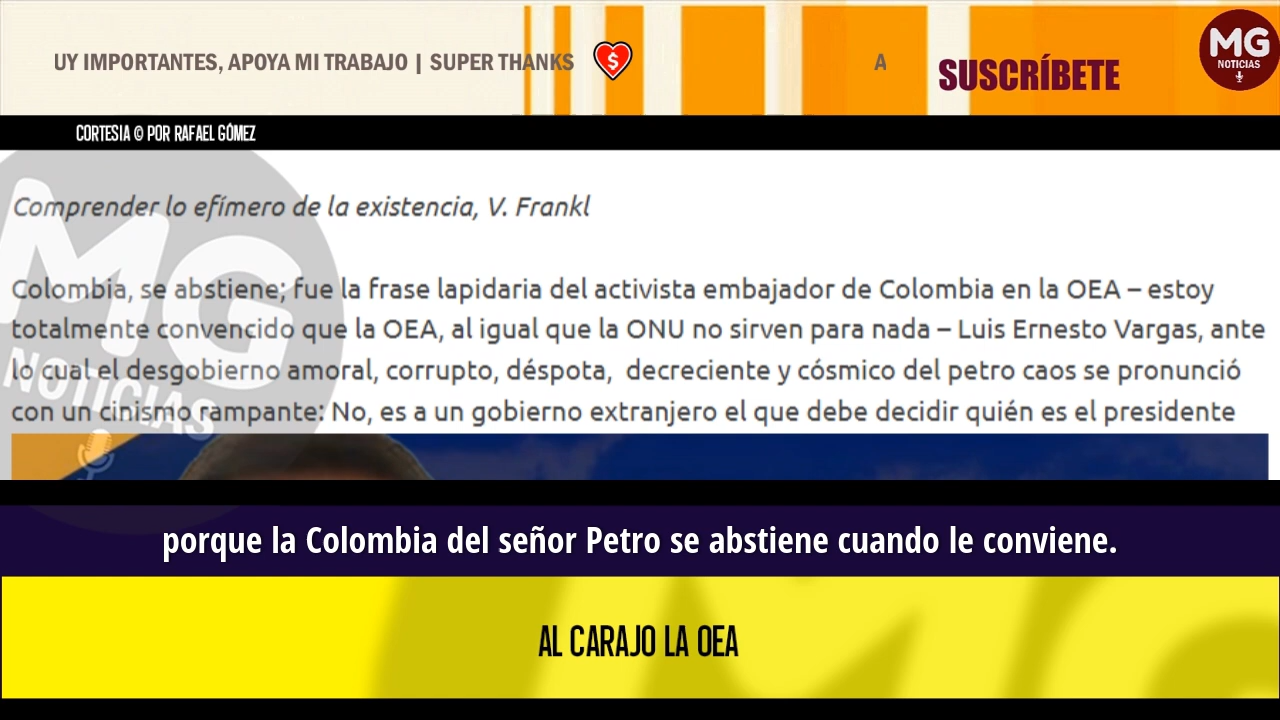 UY IMPORTANTES, APOYA MI TRABAJO | SUPER THANKS
$
A
SUSCRÍBETE
MG
NOTICIAS
CORTESIA © POR RAFAEL GÓMEZ
Comprender lo efímero de la existencia, V. Frankl
Colombia, se abstiene; fue la frase lapidaria del activista embajador de Colombia en la OEA – estoy
totalmente convencido que la OEA, al igual que la ONU no sirven para nada – Luis Ernesto Vargas, ante
lo cual el desgobierno amoral, corrupto, déspota, decreciente y cósmico del petro caos se pronunció
con un cinismo rampante: No, es a un gobierno extranjero el que debe decidir quién es el presidente
MG
NOTICIAS
porque la Colombia del señor Petro se abstiene cuando le conviene.
AL CARAJO LA OEA